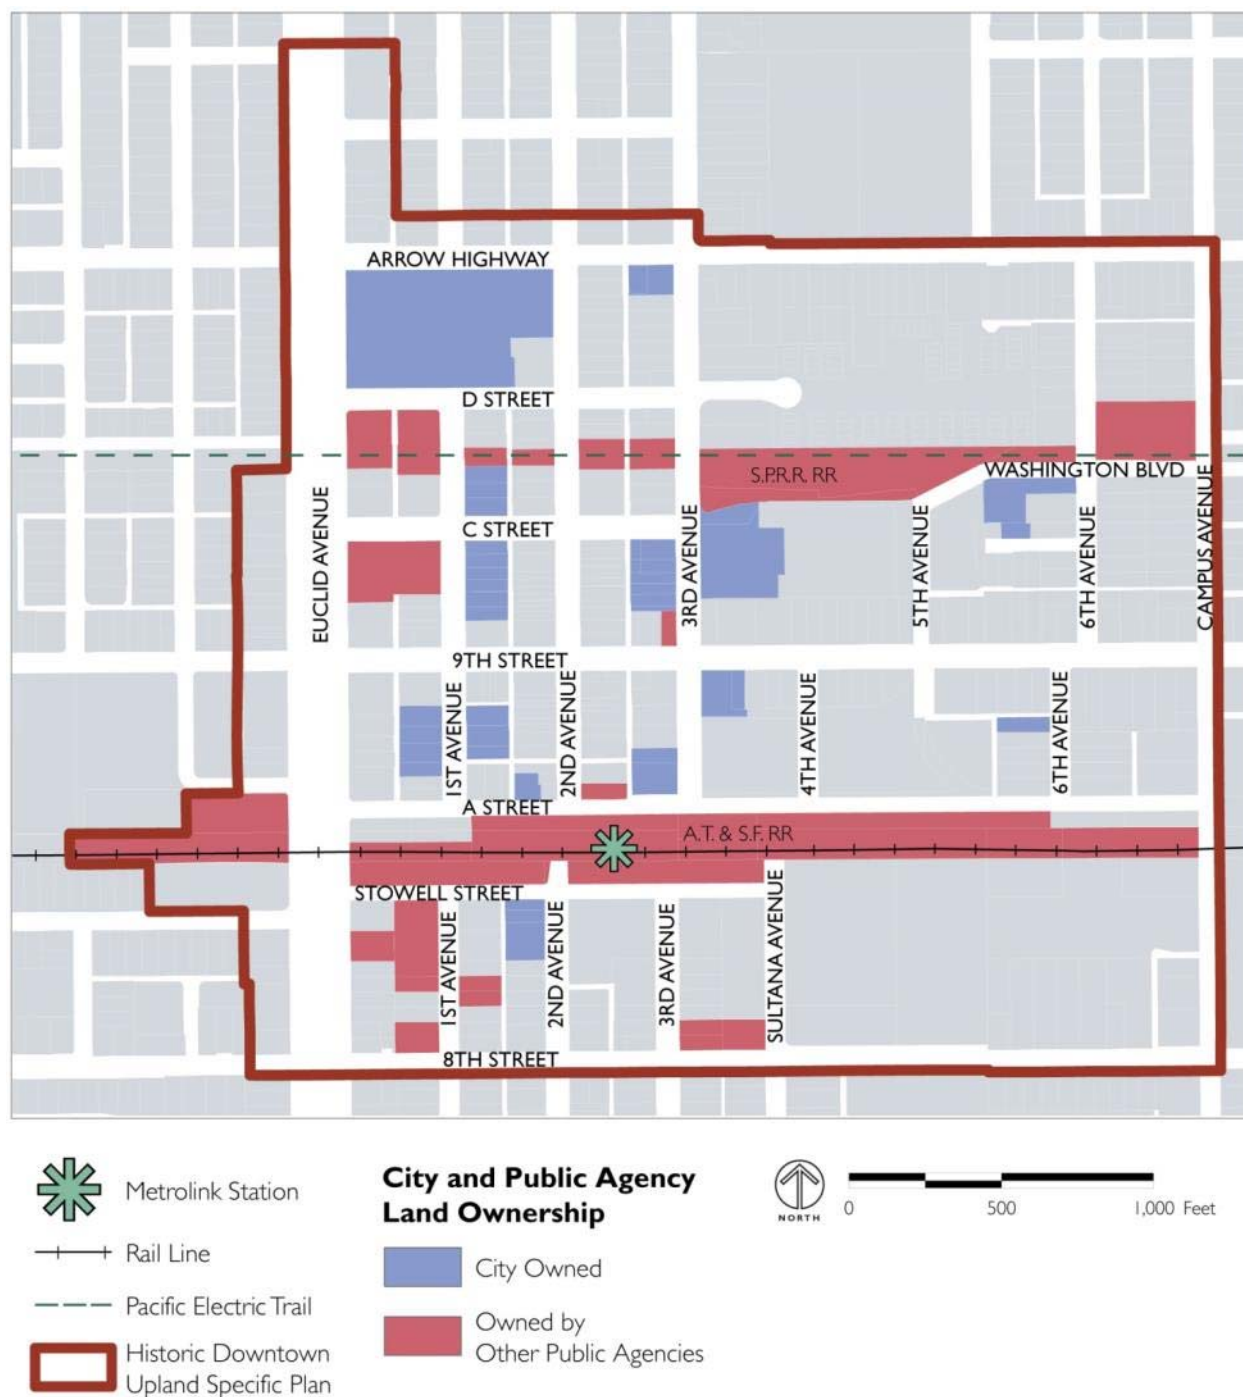 ARROW HIGHWAY
D STREET
S.P.R.R. RR
WASHINGTON BLVD
EUCLID AVENUE
C STREET
3RD AVENUE
5TH AVENUE
6TH AVENUE
CAMPUS AVENUE
9TH STREET
1ST AVENUE
2ND AVENUE
4TH AVENUE
6TH AVENUE
A STREET
A.T. & S.F. RR
STOWELL STREET
1ST AVENUE
2ND AVENUE
3RD AVENUE
SULTANA AVENUE
8TH STREET
Metrolink Station
Rail Line
Pacific Electric Trail
Historic Downtown
Upland Specific Plan
City and Public Agency
Land Ownership
City Owned
Owned by
Other Public Agencies
NORTH
0 500 1,000 Feet